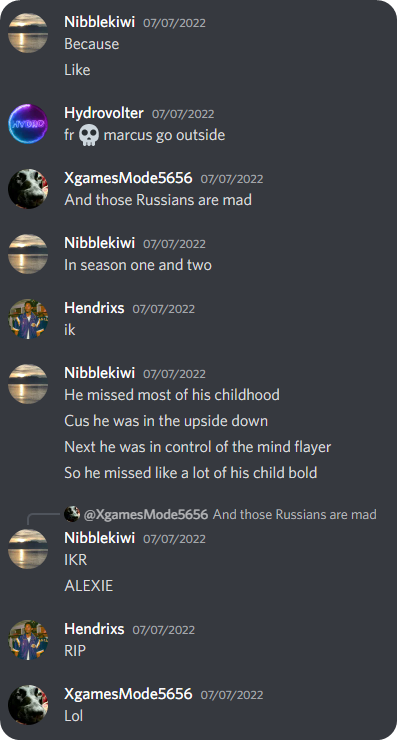 Nibblekiwi 07/07/2022
Because
Like
HYDRO
Hydrovolter 07/07/2022
fr 💀 marcus go outside
XgamesMode5656 07/07/2022
And those Russians are mad
Nibblekiwi 07/07/2022
In season one and two
Hendrixs 07/07/2022
ik
Nibblekiwi 07/07/2022
He missed most of his childhood
Cus he was in the upside down
Next he was in control of the mind flayer
So he missed like a lot of his child bold
@XgamesMode5656 And those Russians are mad
Nibblekiwi 07/07/2022
IKR
ALEXIE
Hendrixs 07/07/2022
RIP
XgamesMode5656 07/07/2022
Lol